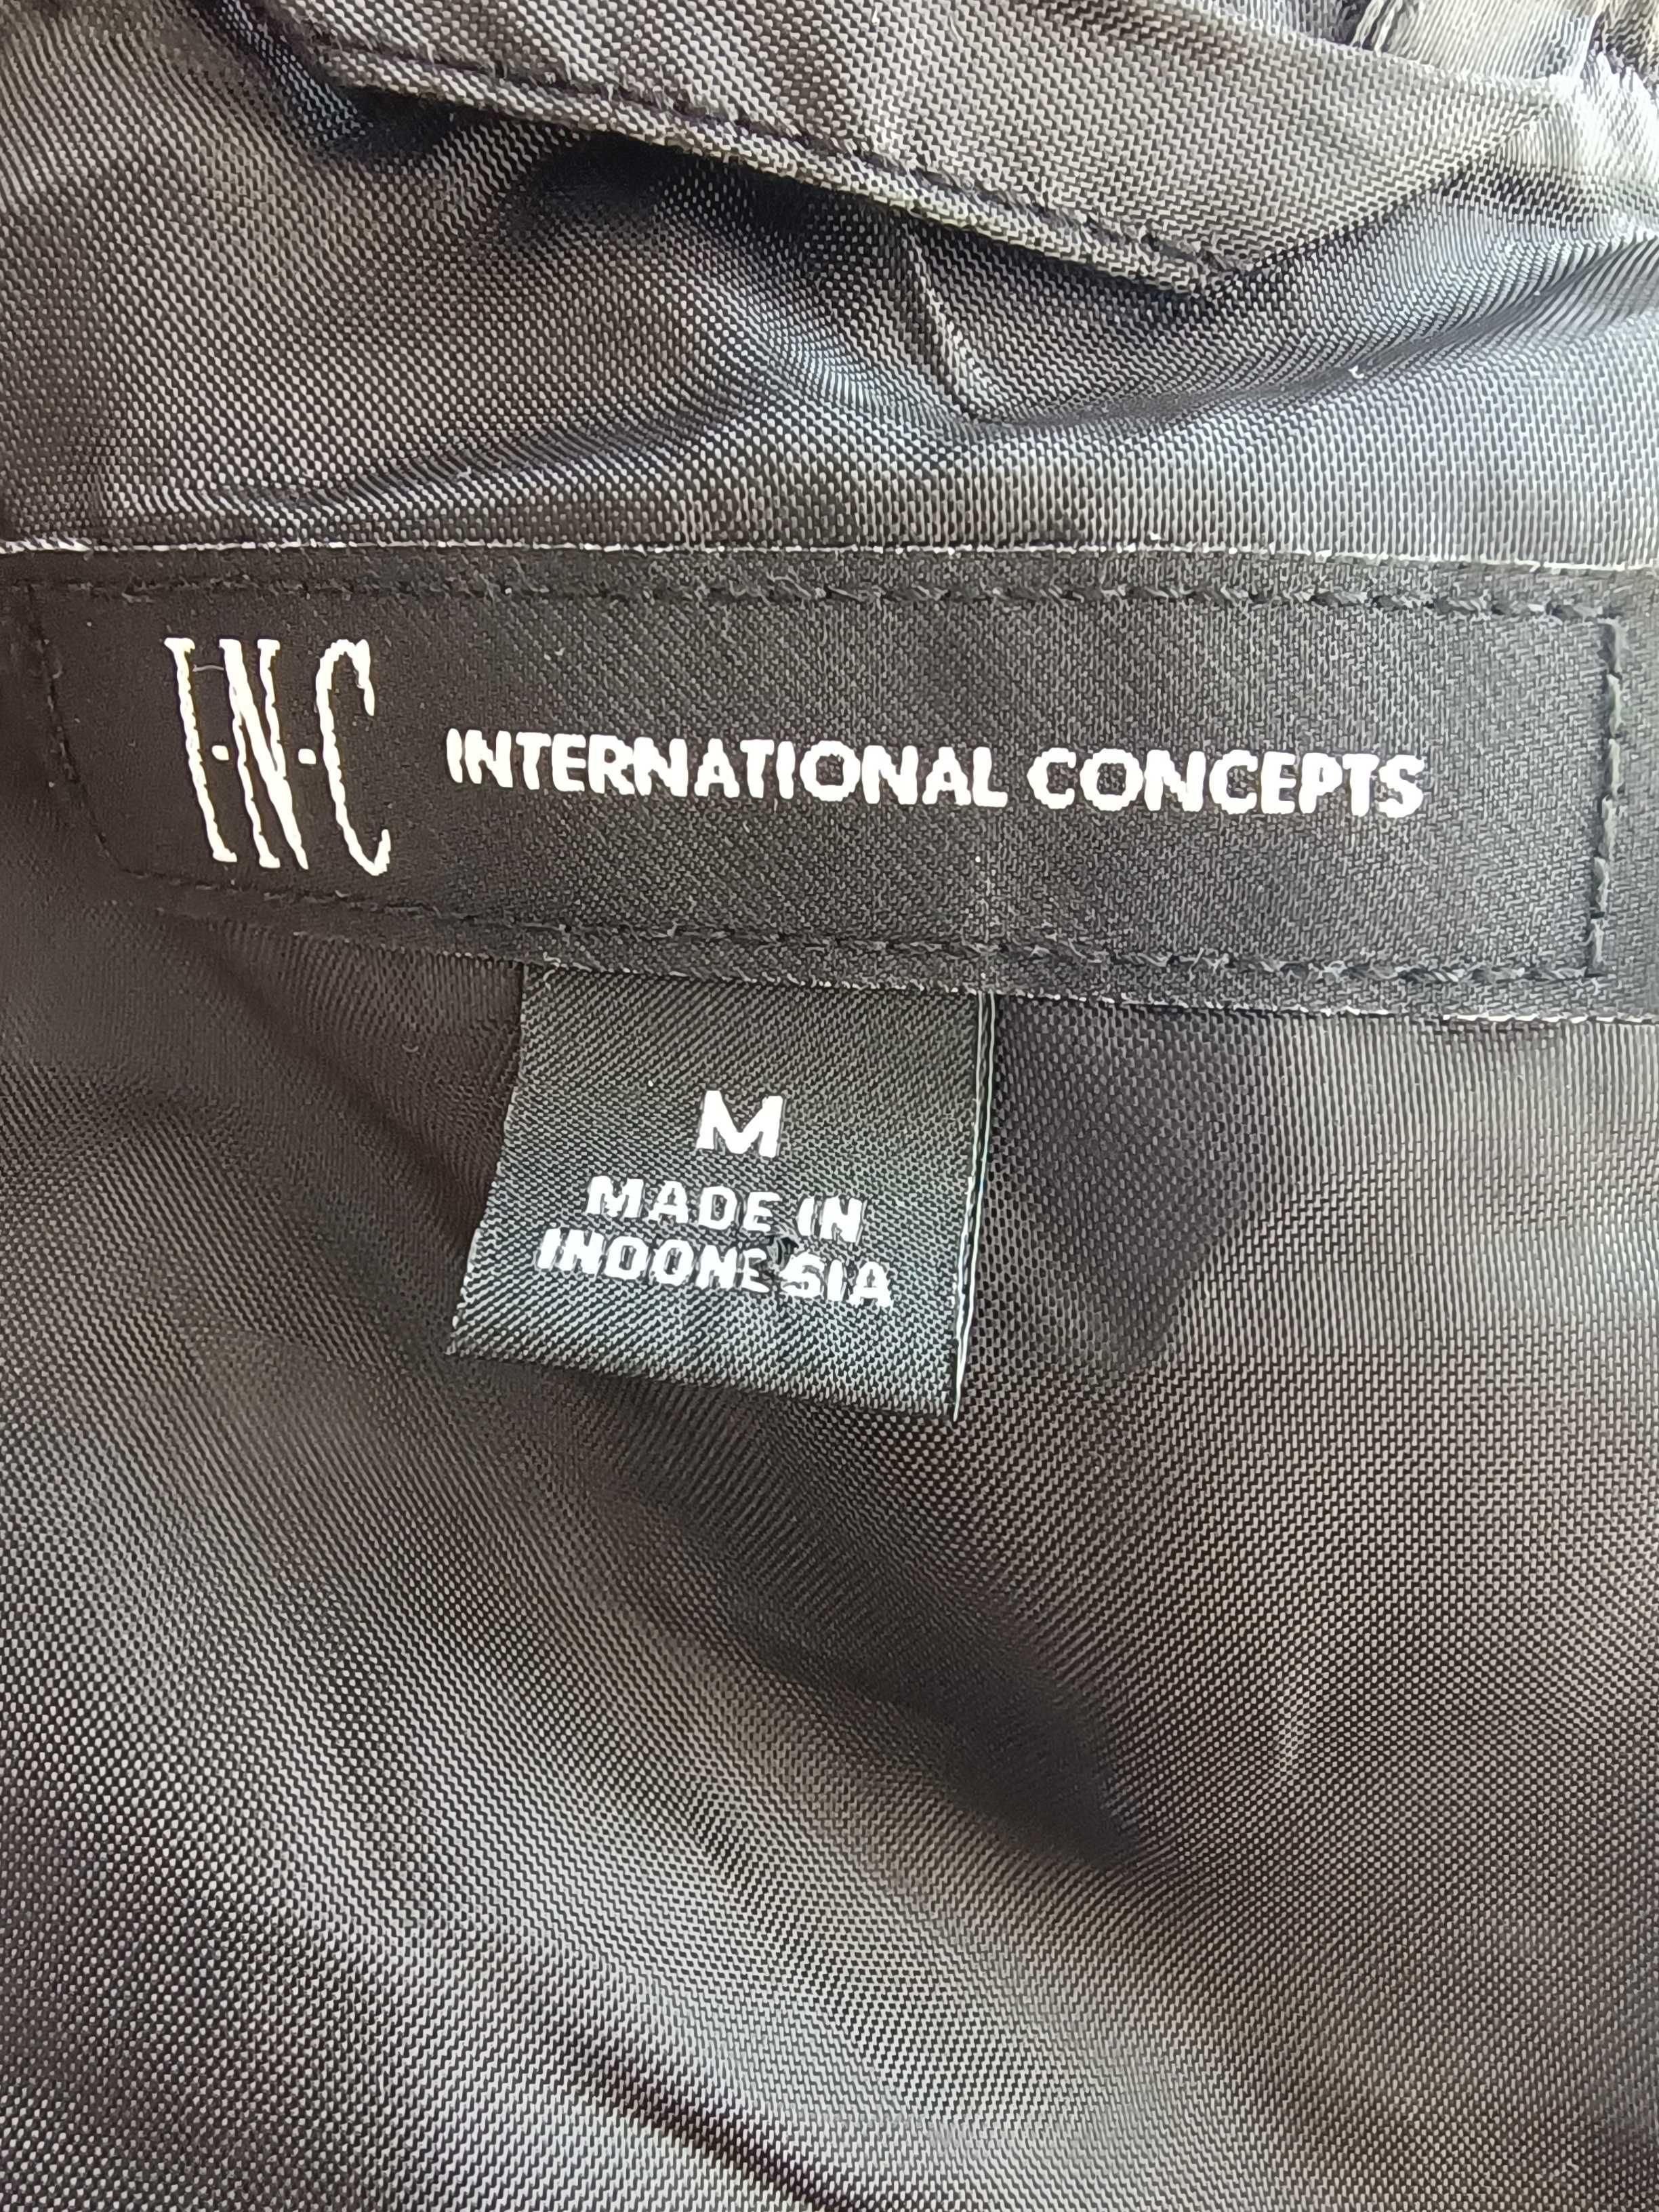 I·N·C INTERNATIONAL CONCEPTS
M
MADE IN
INDONESIA